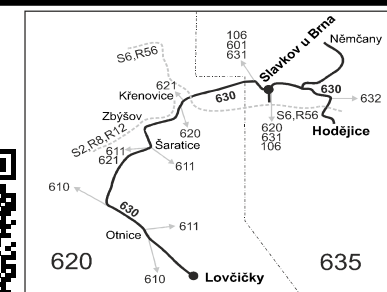 106
601
631
Slavkov u Brna
Němčany
S6,R56
621
Křenovice
630
630
632
S6,R56
Hodějice
Zbýšov
S2,R8,R12
620
620
631
106
611
621
Šaratice
611
610
630
Otnice
611
610
620
Lovčičky
635